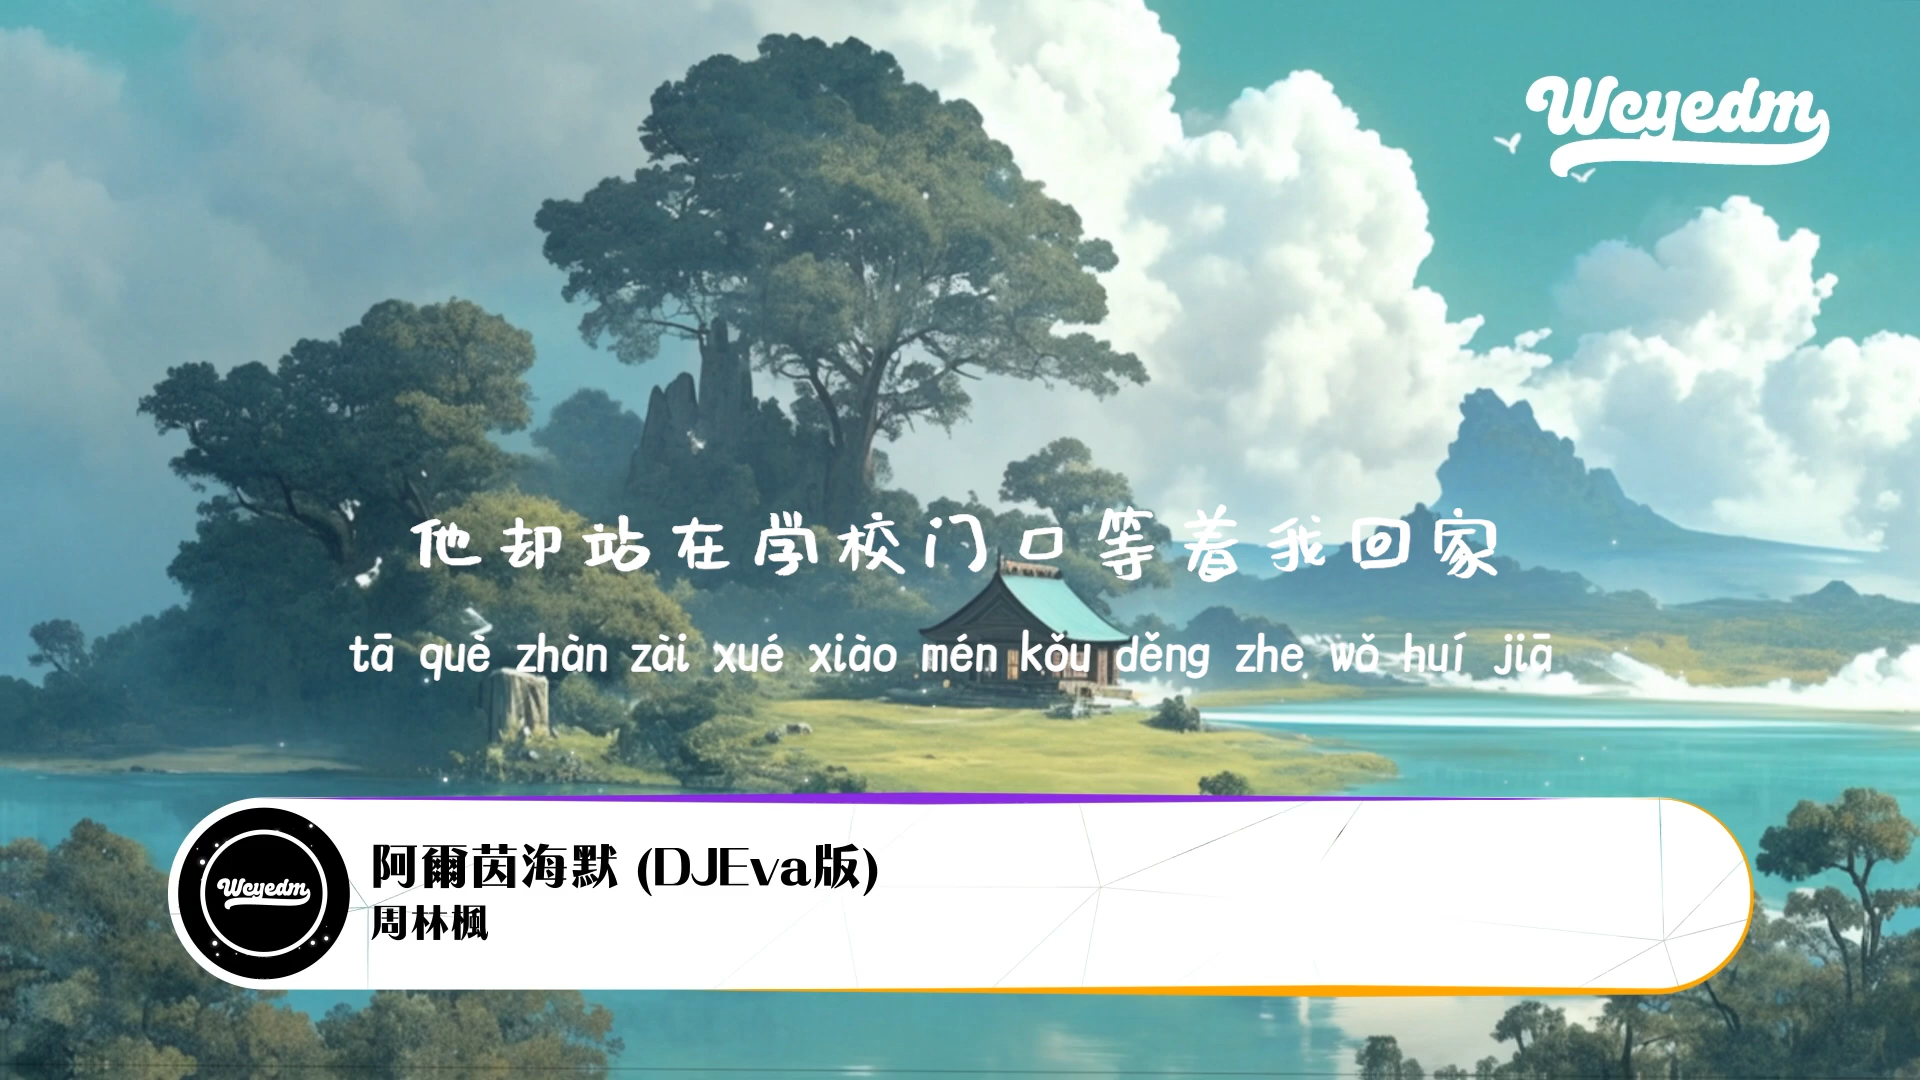 Wcyedm
他却站在学校门口等着我回家
tā què zhàn zài xué xiào mén kǒu děng zhe wǒ huí jiā
Wcyedm
阿爾茵海默 (DJEva版)
周林楓